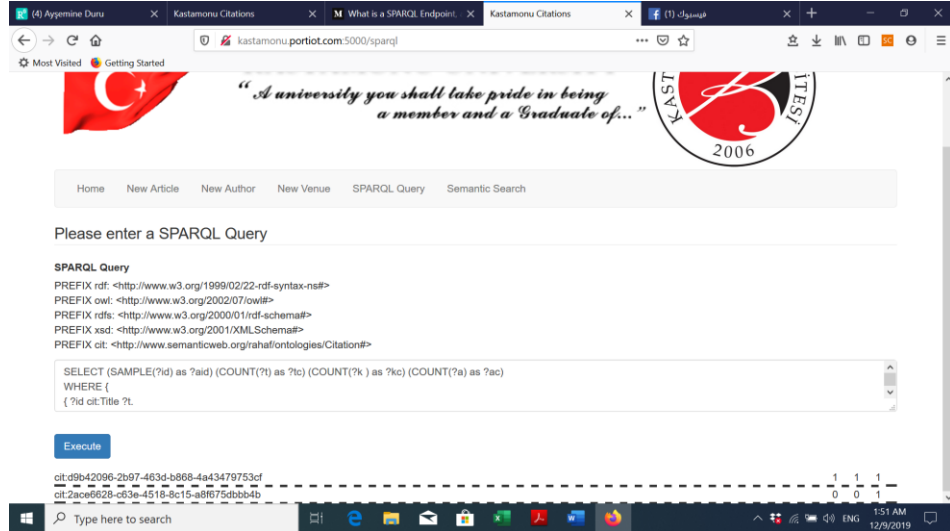 (4) Ayşemine Duru
Kastamonu Citations
What is a SPARQL Endpoint,
Kastamonu Citations
(1) فيسبوك
kastamonu.portiot.com:5000/sparql
Most Visited
Getting Started
“ A university you shall take pride in being
a member and a Graduate of... ”
KAST
İTESİ
2006
Home New Article New Author New Venue SPARQL Query Semantic Search
Please enter a SPARQL Query
SPARQL Query
PREFIX rdf: <http://www.w3.org/1999/02/22-rdf-syntax-ns#>
PREFIX owl: <http://www.w3.org/2002/07/owl#>
PREFIX rdfs: <http://www.w3.org/2000/01/rdf-schema#>
PREFIX xsd: <http://www.w3.org/2001/XMLSchema#>
PREFIX cit: <http://www.semanticweb.org/rahaf/ontologies/Citation#>
SELECT (SAMPLE(?id) as ?aid) (COUNT(?t) as ?tc) (COUNT(?k ) as ?kc) (COUNT(?a) as ?ac)
WHERE {
{ ?id cit:Title ?t.
Execute
cit:d9b42096-2b97-463d-b868-4a43479753cf 1 1 1
cit:2ace6628-c63e-4518-8c15-a8f675dbbb4b 0 0 1
Type here to search
ENG
1:51 AM
12/9/2019